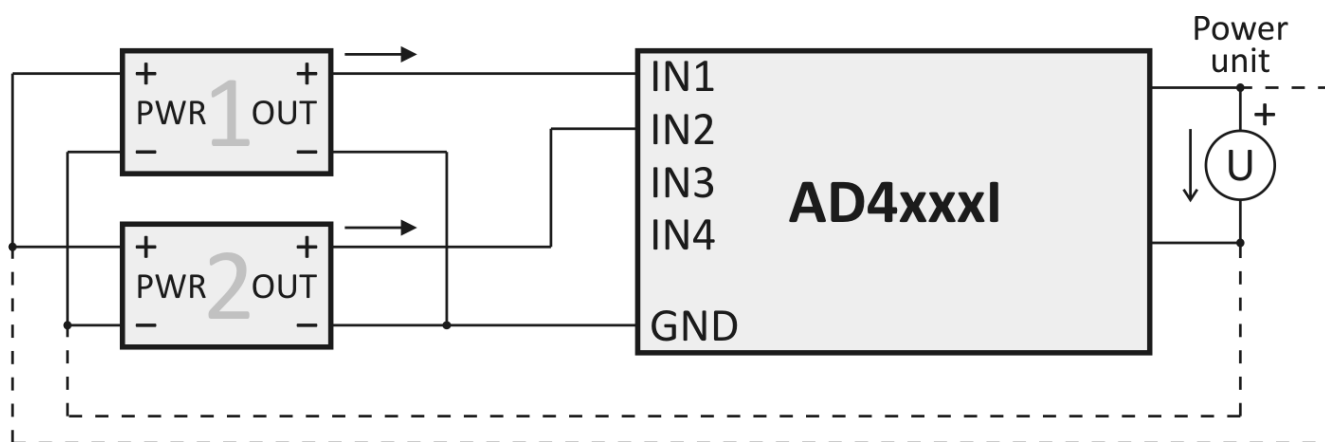 Power
unit
+ +
PWR 1 OUT
− −
+ +
PWR 2 OUT
− −
IN1
IN2
IN3
IN4
GND
AD4xxxI
+
U